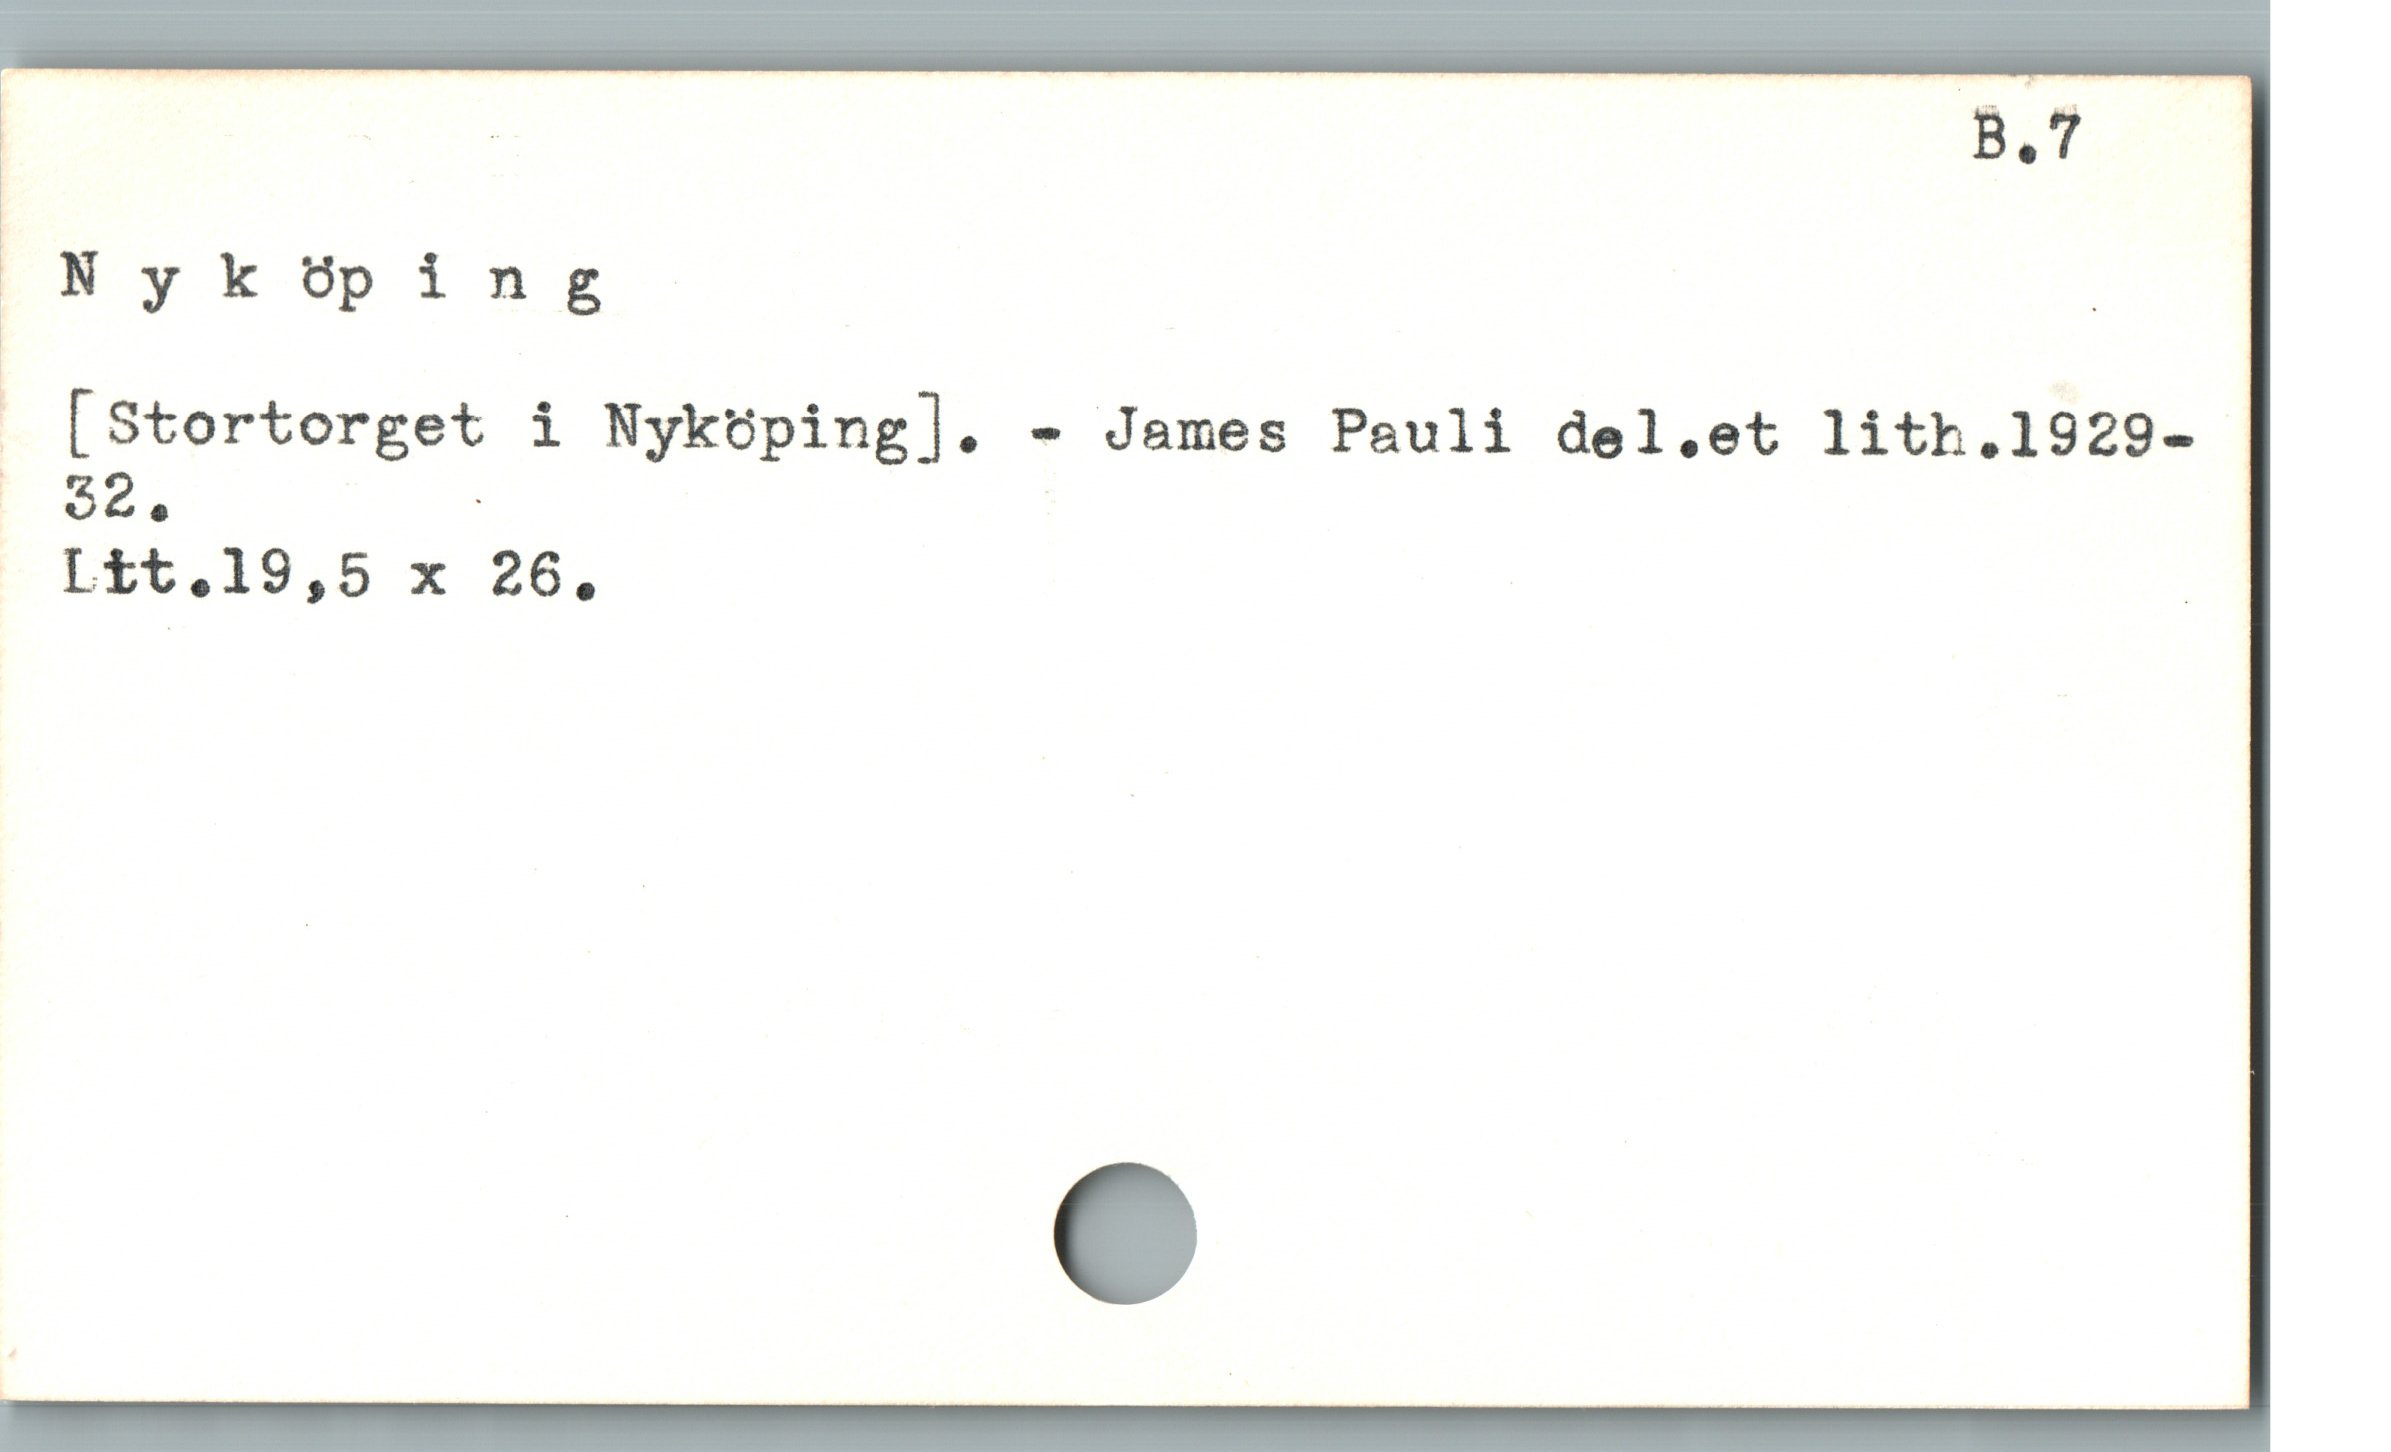 B.7
N y k öp i n g
[Stortorget i Nyköping]. - James Pauli del.et lith.1929-
32.
Litt.19,5 x 26.